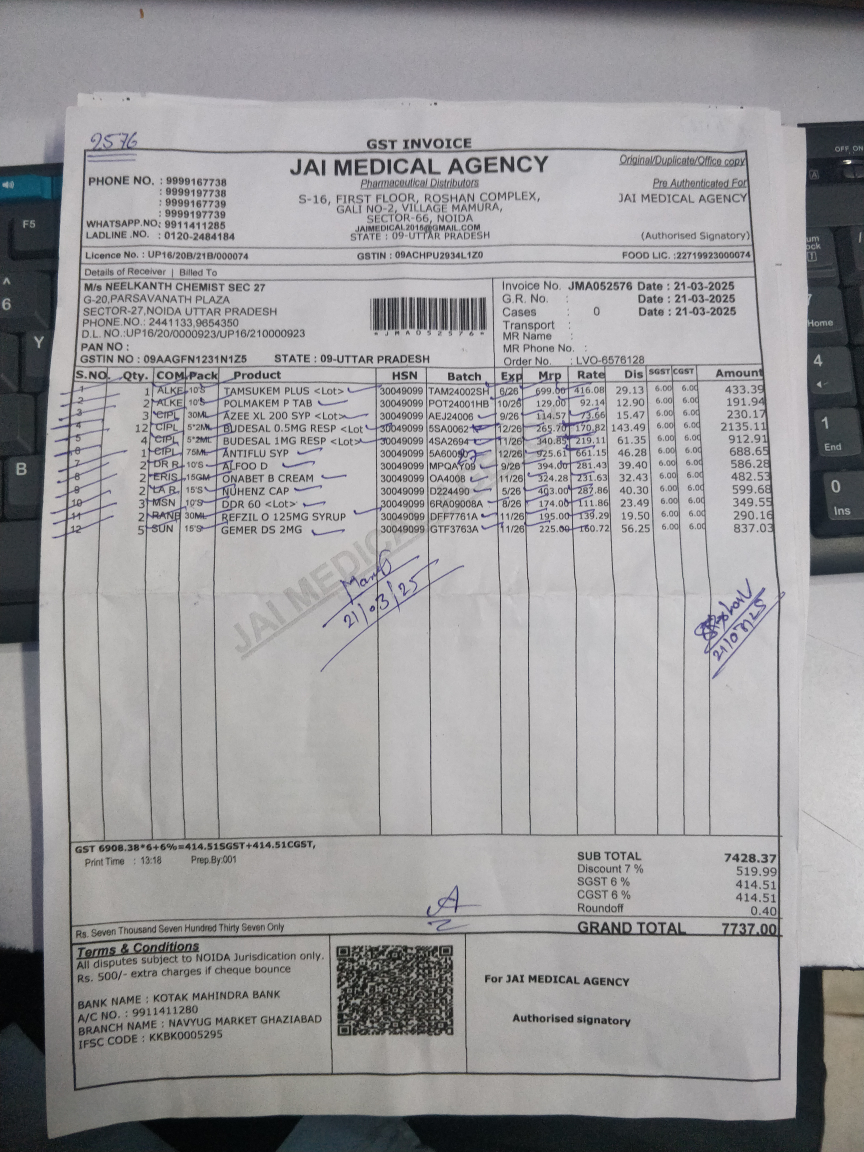 2576
GST INVOICE
JAI MEDICAL AGENCY
Original/Duplicate/Office copy
Pharmaceutical Distributors
Pre Authenticated For
PHONE NO. : 9999167738
: 9999197738
: 9999167739
: 9999197739
WHATSAPP.NO: 9911411285
LADLINE .NO. : 0120-2484184
S-16, FIRST FLOOR, ROSHAN COMPLEX,
GALI NO-2, VILLAGE MAMURA,
SECTOR-66, NOIDA
JAIMEDICAL2015@GMAIL.COM
STATE : 09-UTTAR PRADESH
JAI MEDICAL AGENCY
(Authorised Signatory)
Licence No. : UP16/20B/21B/000074 GSTIN : 09ACHPU2934L1Z0 FOOD LIC. :22719923000074
Details of Receiver | Billed To
M/s NEELKANTH CHEMIST SEC 27
G-20,PARSAVANATH PLAZA
SECTOR-27,NOIDA UTTAR PRADESH
PHONE.NO.: 2441133,9654350
D.L.NO.:UP16/20/0000923/UP16/210000923
PAN NO :
GSTIN NO : 09AAGFN1231N1Z5 STATE : 09-UTTAR PRADESH
*JMA052576*
Invoice No. JMA052576 Date : 21-03-2025
G.R. No. : Date : 21-03-2025
Cases : 0 Date : 21-03-2025
Transport :
MR Name :
MR Phone No. :
Order No. : LVO-6576128
S.NO. Qty. COM. Pack Product HSN Batch Exp Mrp Rate Dis SGST CGST Amount
1 1 ALKE 10'S TAMSUKEM PLUS <Lot> 30049099 TAM24002SH 6/26 699.00 416.08 29.13 6.00 6.00 433.39
2 2 ALKE 10'S POLMAKEM P TAB 30049099 POT24001HB 10/26 129.00 92.14 12.90 6.00 6.00 191.94
3 3 CIPL 30ML AZEE XL 200 SYP <Lot> 30049099 AEJ24006 9/26 114.57 73.66 15.47 6.00 6.00 230.17
4 12 CIPL 5*2ML BUDESAL 0.5MG RESP <Lot 30049099 5SA0062 12/26 265.70 170.82 143.49 6.00 6.00 2135.11
5 4 CIPL 5*2ML BUDESAL 1MG RESP <Lot> 30049099 4SA2694 11/26 340.85 219.11 61.35 6.00 6.00 912.91
6 1 CIPL 75ML ANTIFLU SYP 30049099 12/26 925.61 661.15 46.28 6.00 6.00 688.65
7 2 DR R 10'S ALFOO D 30049099 MPQAY09 9/26 394.00 281.43 39.40 6.00 6.00 586.28
8 2 ERIS 15GM ONABET B CREAM 30049099 OA4008 11/26 324.28 231.63 32.43 6.00 6.00 482.53
9 2 LA R 15'S NUHENZ CAP 30049099 D224490 5/26 403.00 287.86 40.30 6.00 6.00 599.68
10 3 MSN 10'S DDR 60 <Lot> 30049099 6RA09008A 8/26 174.00 111.86 23.49 6.00 6.00 349.55
11 2 RANB 30ML REFZIL O 125MG SYRUP 30049099 DFF7761A 11/26 195.00 139.29 19.50 6.00 6.00 290.16
12 5 SUN 15'S GEMER DS 2MG 30049099 GTF3763A 11/26 225.00 160.72 56.25 6.00 6.00 837.03
JAI MEDICAL
21/03/25
GST 6908.38*6+6%=414.51SGST+414.51CGST,
Print Time : 13:18 Prep.By:001
SUB TOTAL 7428.37
Discount 7 % 519.99
SGST 6 % 414.51
CGST 6 % 414.51
Roundoff 0.40
Rs. Seven Thousand Seven Hundred Thirty Seven Only
GRAND TOTAL 7737.00
Terms & Conditions
All disputes subject to NOIDA Jurisdication only.
Rs. 500/- extra charges if cheque bounce
BANK NAME : KOTAK MAHINDRA BANK
A/C NO. : 9911411280
BRANCH NAME : NAVYUG MARKET GHAZIABAD
IFSC CODE : KKBK0005295
For JAI MEDICAL AGENCY
Authorised signatory
F5
6
Y
B
OFF ON
Home
4
1
End
0
Ins